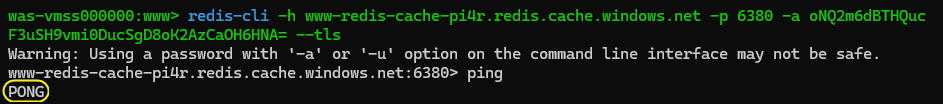 was-vmss000000:www> redis-cli -h www-redis-cache-pi4r.redis.cache.windows.net -p 6380 -a oNQ2m6dBTHQuc
F3uSH9vmi0DucSgD8oK2AzCaOH6HNA= --tls
Warning: Using a password with '-a' or '-u' option on the command line interface may not be safe.
www-redis-cache-pi4r.redis.cache.windows.net:6380> ping
PONG